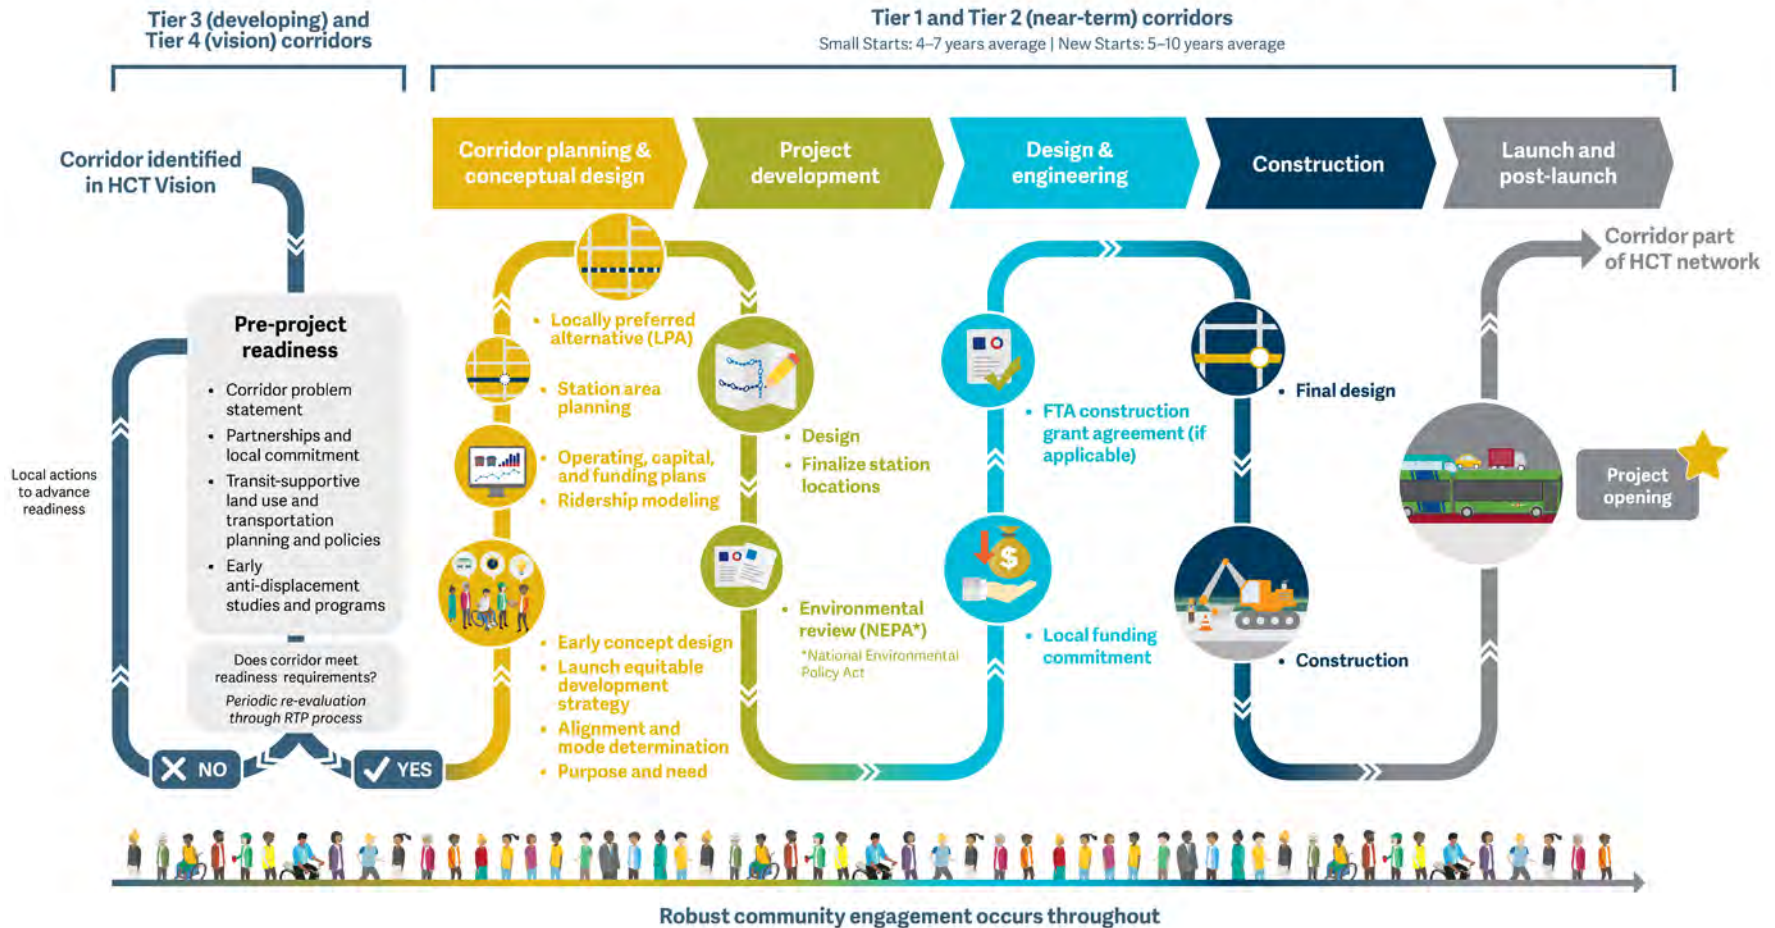 Tier 3 (developing) and
Tier 4 (vision) corridors
Tier 1 and Tier 2 (near-term) corridors
Small Starts: 4–7 years average | New Starts: 5–10 years average
Corridor identified
in HCT Vision
Pre-project
readiness
• Corridor problem
statement
• Partnerships and
local commitment
• Transit-supportive
land use and
transportation
planning and policies
• Early
anti-displacement
studies and programs
Local actions
to advance
readiness
Does corridor meet
readiness requirements?
Periodic re-evaluation
through RTP process
NO
YES
Corridor planning &
conceptual design
• Locally preferred
alternative (LPA)
• Station area
planning
• Operating, capital,
and funding plans
• Ridership modeling
• Early concept design
• Launch equitable
development
strategy
• Alignment and
mode determination
• Purpose and need
Project
development
• Design
• Finalize station
locations
• Environmental
review (NEPA*)
*National Environmental
Policy Act
Design &
engineering
• FTA construction
grant agreement (if
applicable)
$
• Local funding
commitment
Construction
• Final design
• Construction
Launch and
post-launch
Corridor part
of HCT network
Project
opening
Robust community engagement occurs throughout